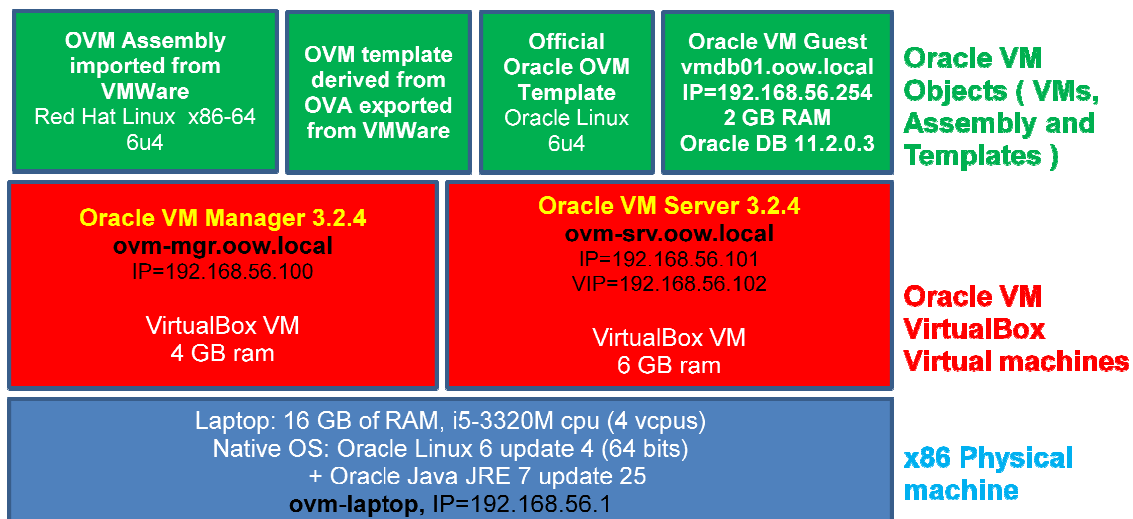 OVM Assembly
imported from
VMWare
Red Hat Linux x86-64
6u4
OVM template
derived from
OVA exported
from VMWare
Official
Oracle OVM
Template
Oracle Linux
6u4
Oracle VM Guest
vmdb01.oow.local
IP=192.168.56.254
2 GB RAM
Oracle DB 11.2.0.3
Oracle VM
Objects ( VMs,
Assembly and
Templates )
Oracle VM Manager 3.2.4
ovm-mgr.oow.local
IP=192.168.56.100
VirtualBox VM
4 GB ram
Oracle VM Server 3.2.4
ovm-srv.oow.local
IP=192.168.56.101
VIP=192.168.56.102
VirtualBox VM
6 GB ram
Oracle VM
VirtualBox
Virtual machines
Laptop: 16 GB of RAM, i5-3320M cpu (4 vcpus)
Native OS: Oracle Linux 6 update 4 (64 bits)
+ Oracle Java JRE 7 update 25
ovm-laptop, IP=192.168.56.1
x86 Physical
machine